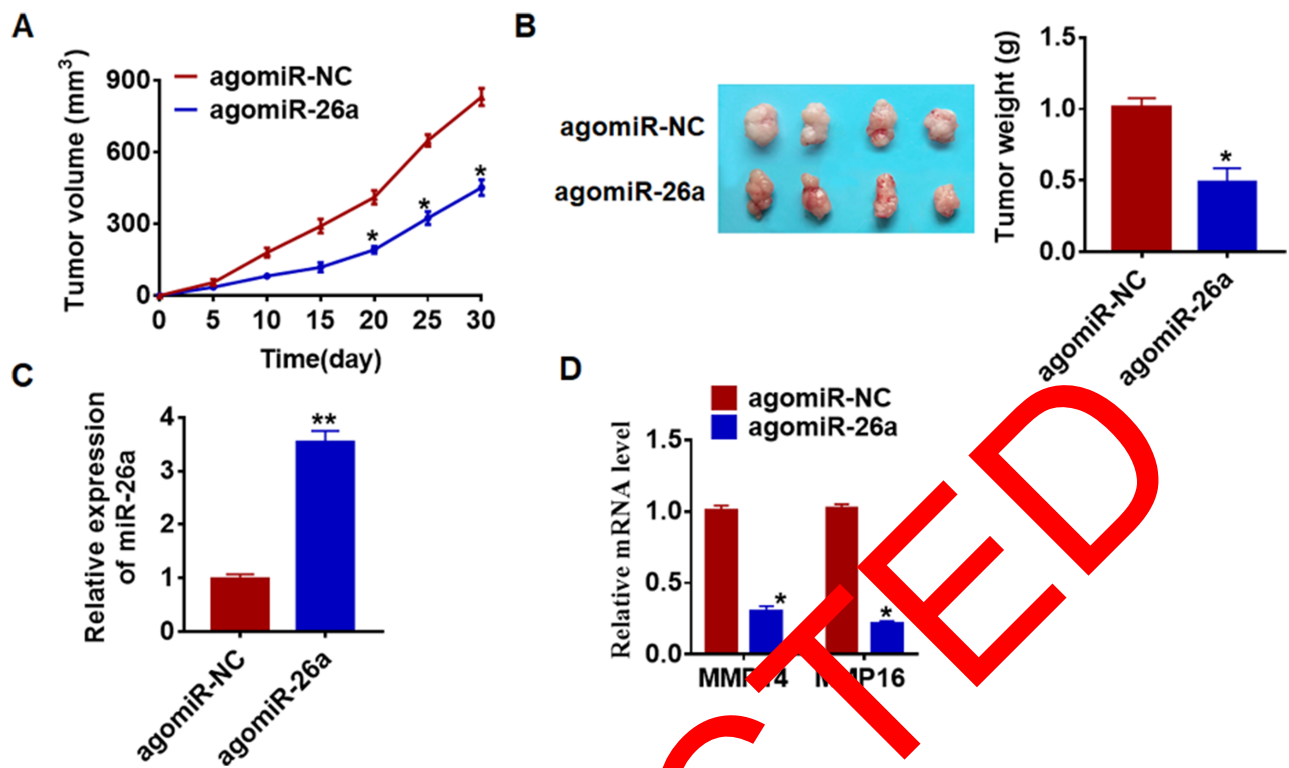 A
Tumor volume (mm³)
900
600
300
0
agomiR-NC
agomiR-26a
*
*
*
0 5 10 15 20 25 30
Time(day)
B
agomiR-NC
agomiR-26a
Tumor weight (g)
1.5
1.0
0.5
0.0
*
agomiR-NC
agomiR-26a
C
Relative expression
of miR-26a
4
3
2
1
0
**
agomiR-NC
agomiR-26a
D
agomiR-NC
agomiR-26a
Relative mRNA level
1.5
1.0
0.5
0.0
*
*
MMP14 MMP16
CTED